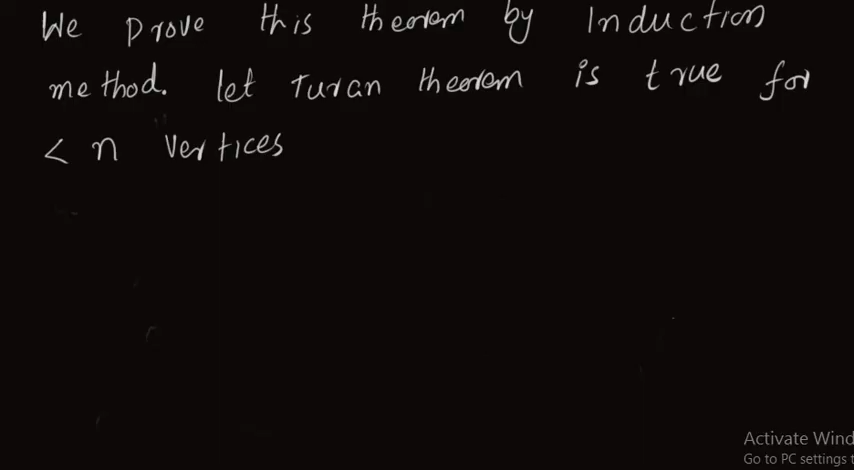 We prove this theorem by Induction
method. let Turan theorem is true for
< n vertices
Activate Wind
Go to PC settings t